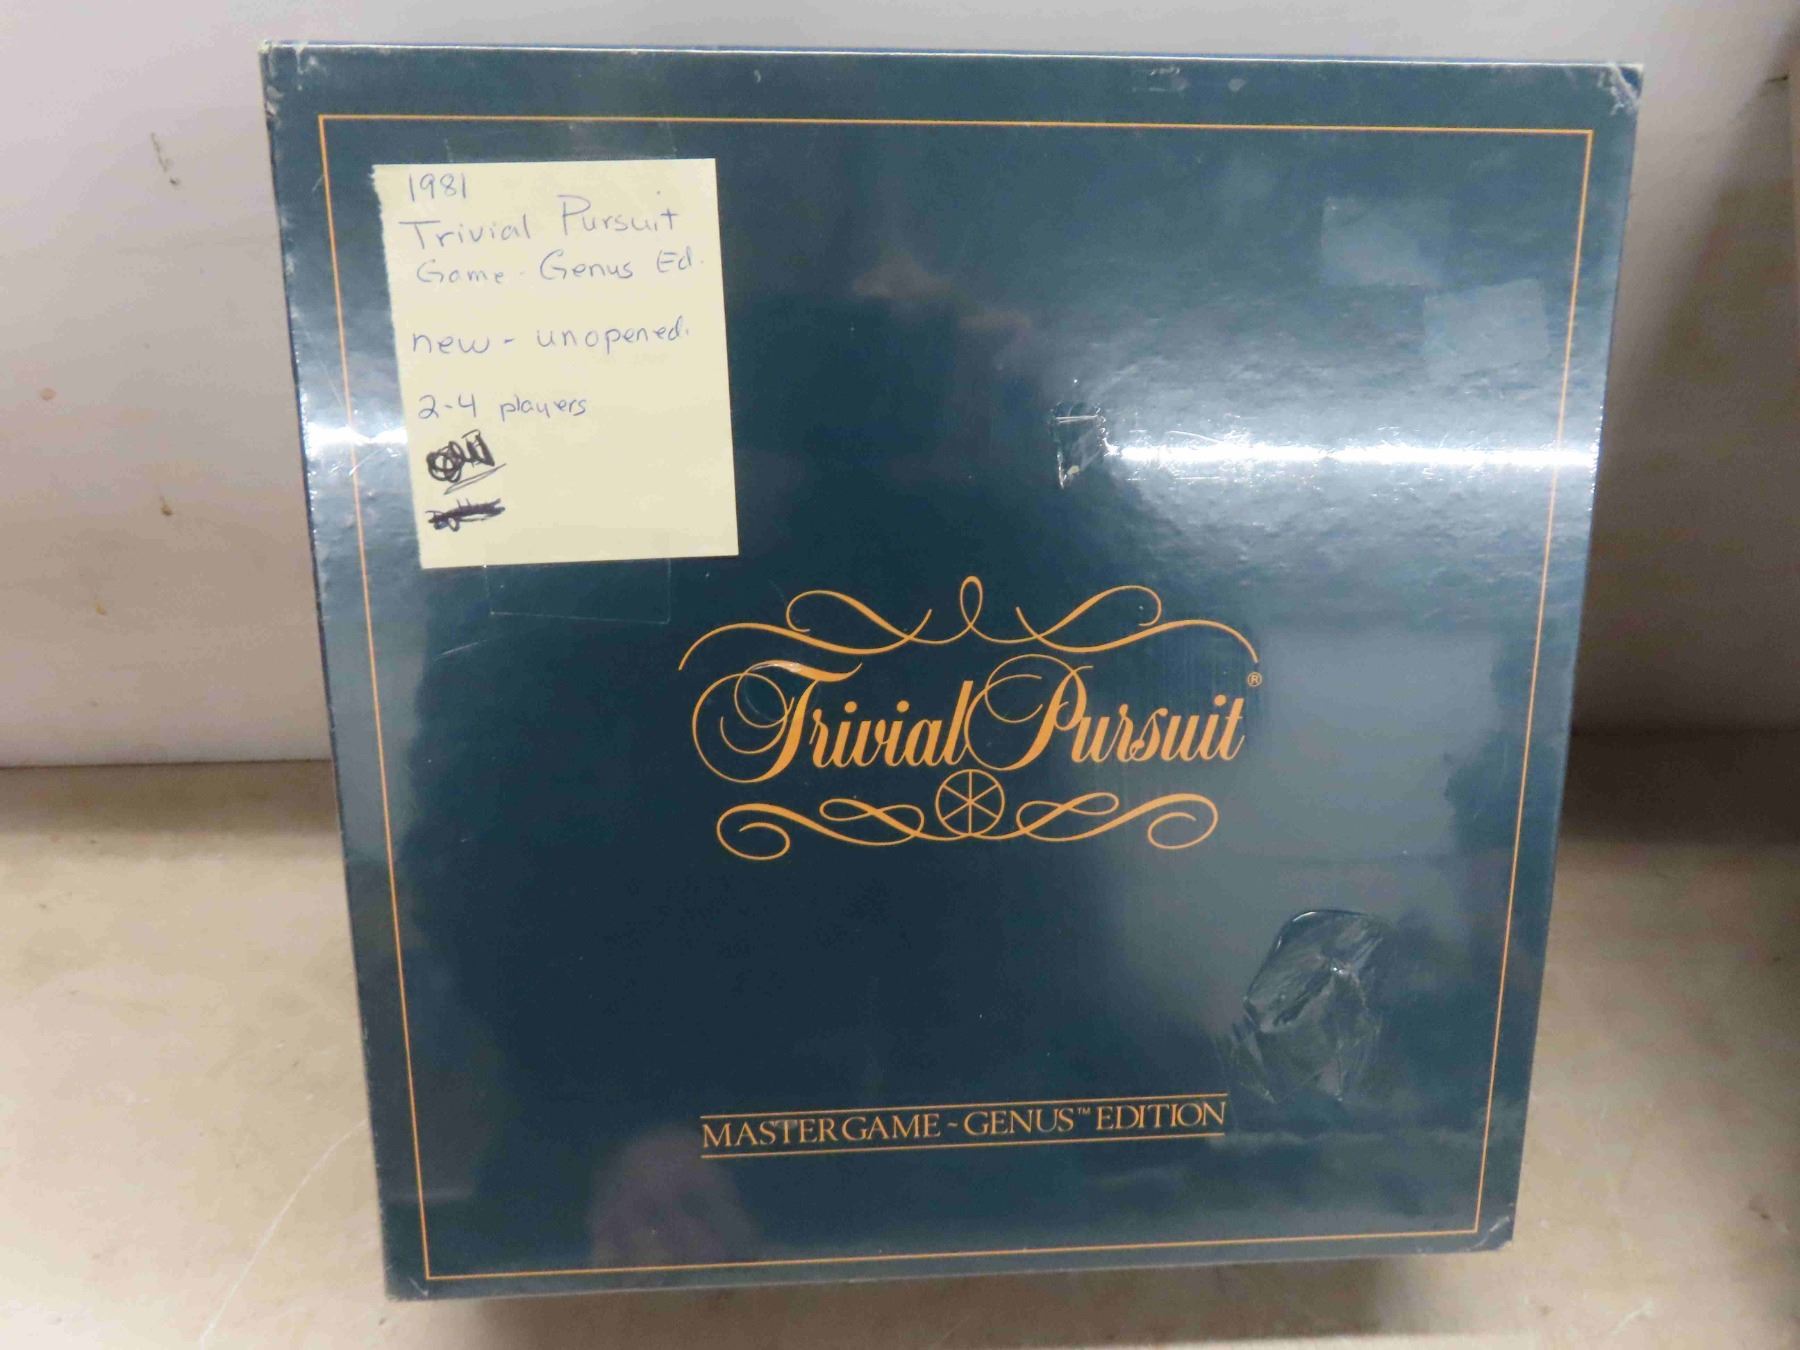 1981
Trivial Pursuit
Game - Genus Ed.
new - unopened.
2-4 players
Trivial Pursuit®
MASTER GAME ~ GENUS™ EDITION